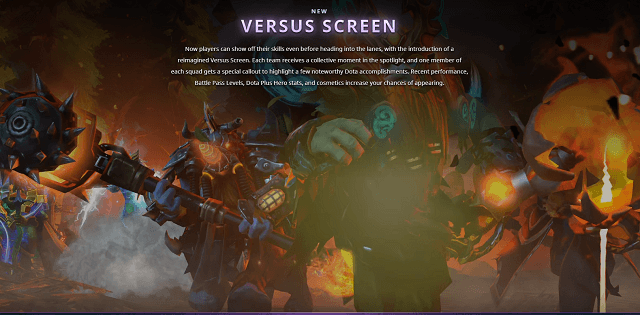 NEW
VERSUS SCREEN
Now players can show off their skills even before heading into the lanes, with the introduction of a
reimagined Versus Screen. Each team receives a collective moment in the spotlight, and one member of
each squad gets a special callout to highlight a few noteworthy Dota accomplishments. Recent performance,
Battle Pass Levels, Dota Plus Hero stats, and cosmetics increase your chances of appearing.